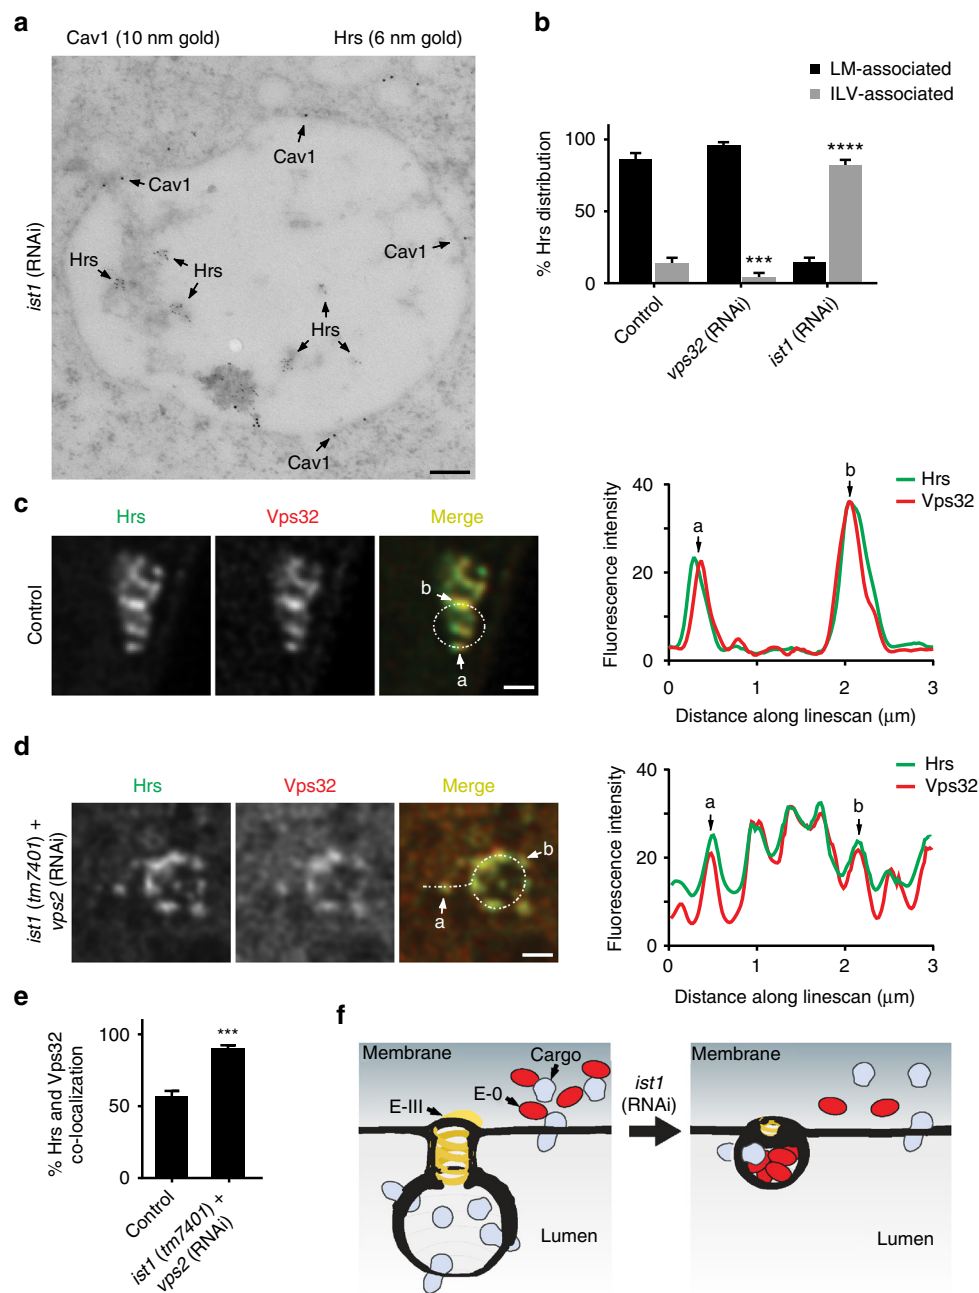 a
Cav1 (10 nm gold)
Hrs (6 nm gold)
ist1 (RNAi)
Cav1
Cav1
Cav1
Hrs
Hrs
Hrs
Cav1
b
LM-associated
ILV-associated
% Hrs distribution
100
50
0
***
****
Control
vps32 (RNAi)
ist1 (RNAi)
c
Hrs
Vps32
Merge
Control
b
a
Hrs
Vps32
Fluorescence intensity
40
20
0
a
b
0 1 2 3
Distance along linescan (μm)
d
Hrs
Vps32
Merge
ist1 (tm7401) +
vps2 (RNAi)
b
a
Hrs
Vps32
Fluorescence intensity
40
20
0
a
b
0 1 2 3
Distance along linescan (μm)
e
% Hrs and Vps32
co-localization
100
50
0
***
Control
ist1 (tm7401) +
vps2 (RNAi)
f
Membrane
Cargo
E-0
E-III
Lumen
ist1
(RNAi)
Membrane
Lumen